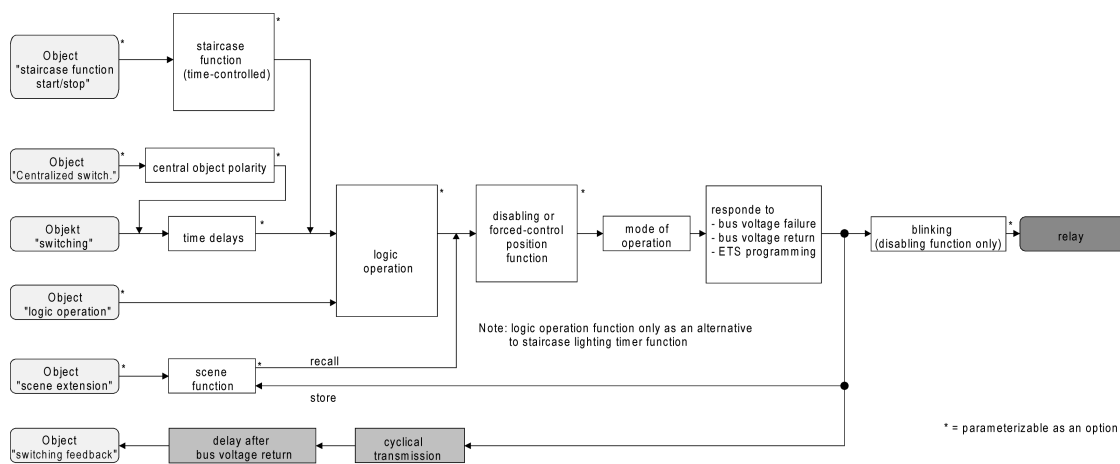 *
Object
"staircase function
start/stop"
*
staircase
function
(time-controlled)
*
Object
"Centralized switch."
*
central object polarity
Objekt
"switching"
*
time delays
*
Object
"logic operation"
*
logic
operation
*
disabling or
forced-control
position
function
mode of
operation
responde to
- bus voltage failure
- bus voltage return
- ETS programming
blinking
(disabling function only)
*
relay
Note: logic operation function only as an alternative
to staircase lighting timer function
*
Object
"scene extension"
*
scene
function
recall
store
Object
"switching feedback"
delay after
bus voltage return
cyclical
transmission
* = parameterizable as an option